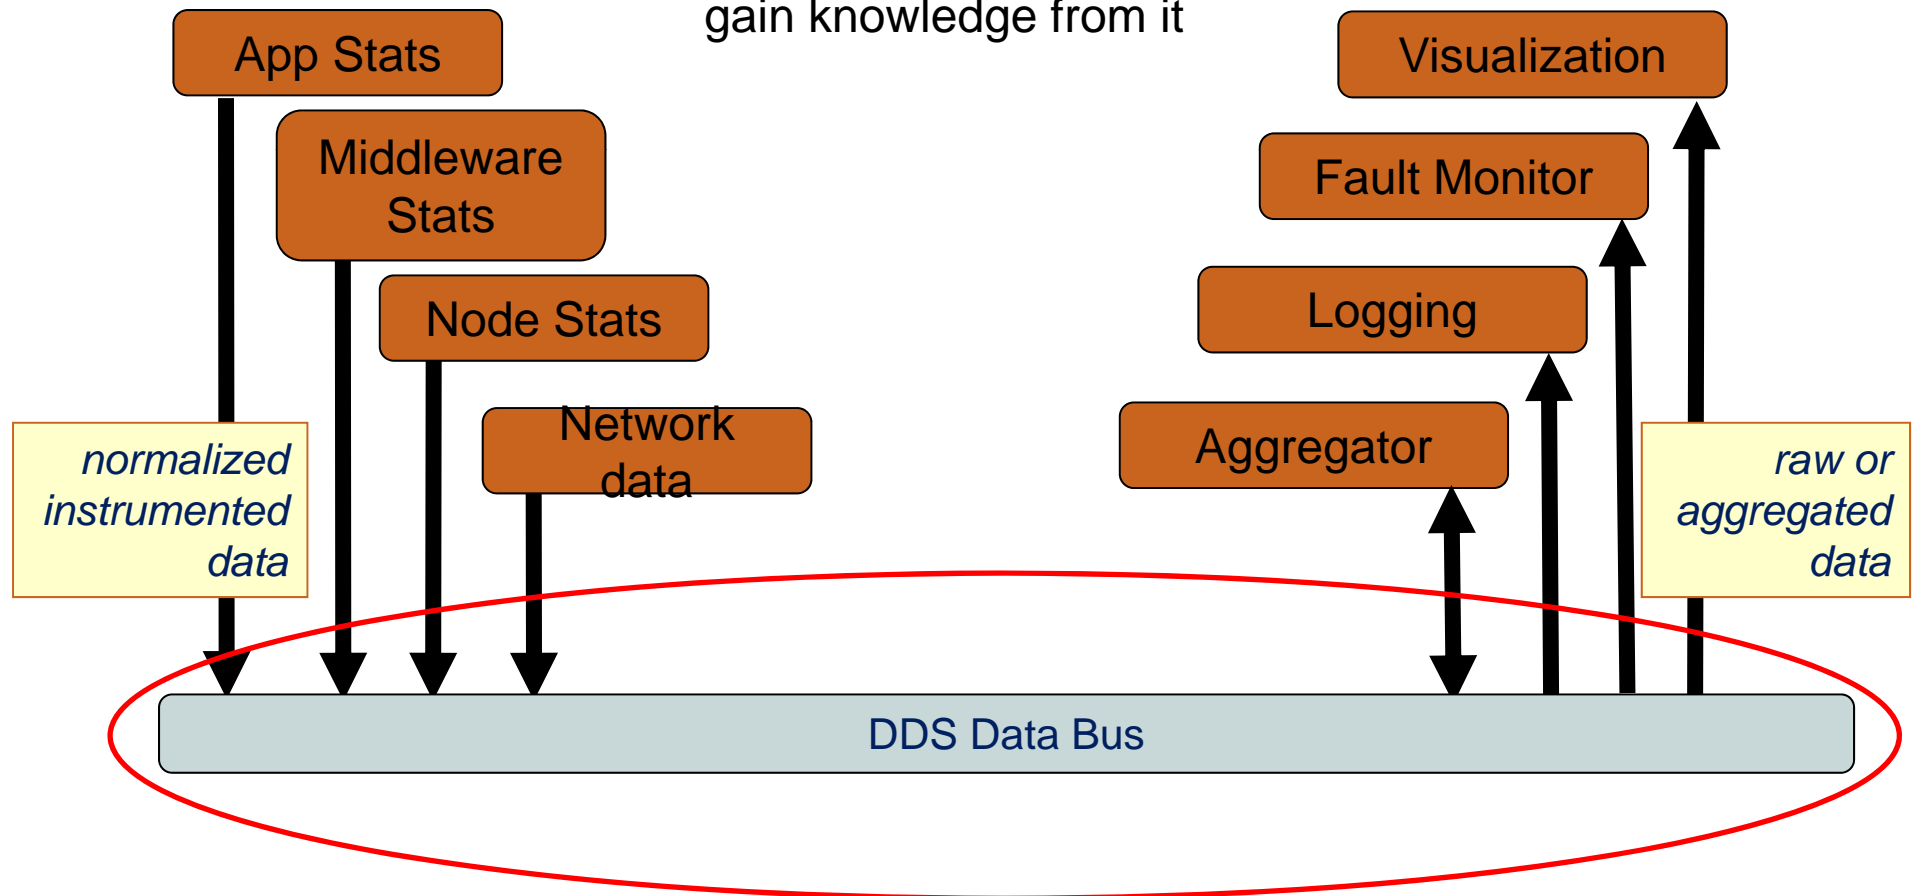 gain knowledge from it
App Stats
Visualization
Middleware
Stats
Fault Monitor
Node Stats
Logging
Network
data
Aggregator
normalized
instrumented
data
raw or
aggregated
data
DDS Data Bus